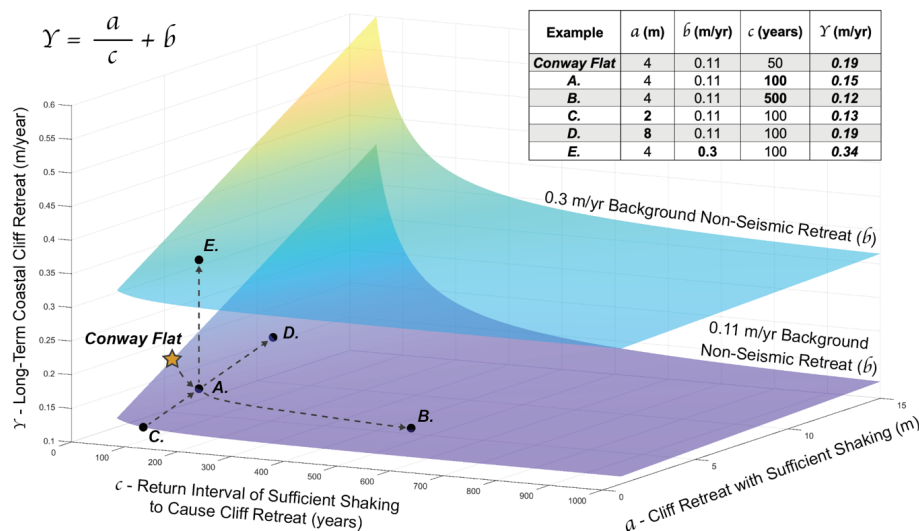 ϒ = a/c + b
Example a (m) b (m/yr) c (years) ϒ (m/yr)
Conway Flat 4 0.11 50 0.19
A. 4 0.11 100 0.15
B. 4 0.11 500 0.12
C. 2 0.11 100 0.13
D. 8 0.11 100 0.19
E. 4 0.3 100 0.34
ϒ - Long-Term Coastal Cliff Retreat (m/year)
0.6
0.55
0.5
0.45
0.4
0.35
0.3
0.25
0.2
0.15
0.1
0.3 m/yr Background Non-Seismic Retreat (b)
0.11 m/yr Background
Non-Seismic Retreat (b)
E.
D.
Conway Flat
A.
B.
C.
0
100
200
300
400
500
600
700
800
900
1000
c - Return Interval of Sufficient Shaking
to Cause Cliff Retreat (years)
0
5
10
15
a - Cliff Retreat with Sufficient Shaking (m)